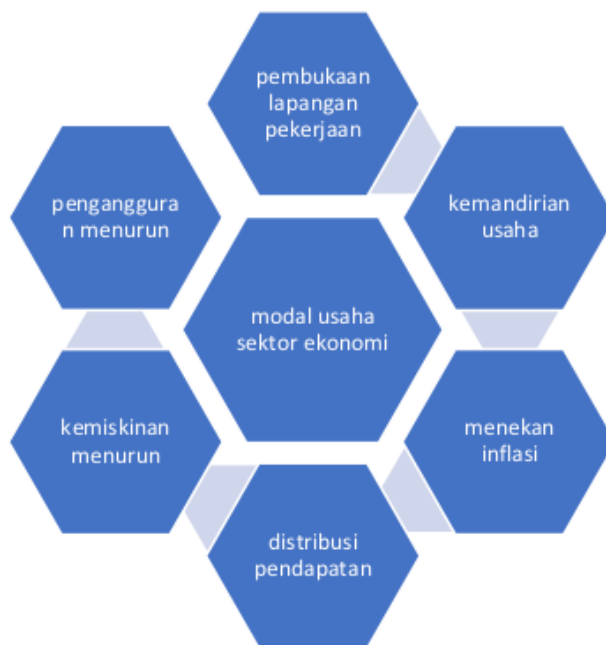 pembukaan
lapangan
pekerjaan
kemandirian
usaha
menekan
inflasi
distribusi
pendapatan
kemiskinan
menurun
penganggura
n menurun
modal usaha
sektor ekonomi